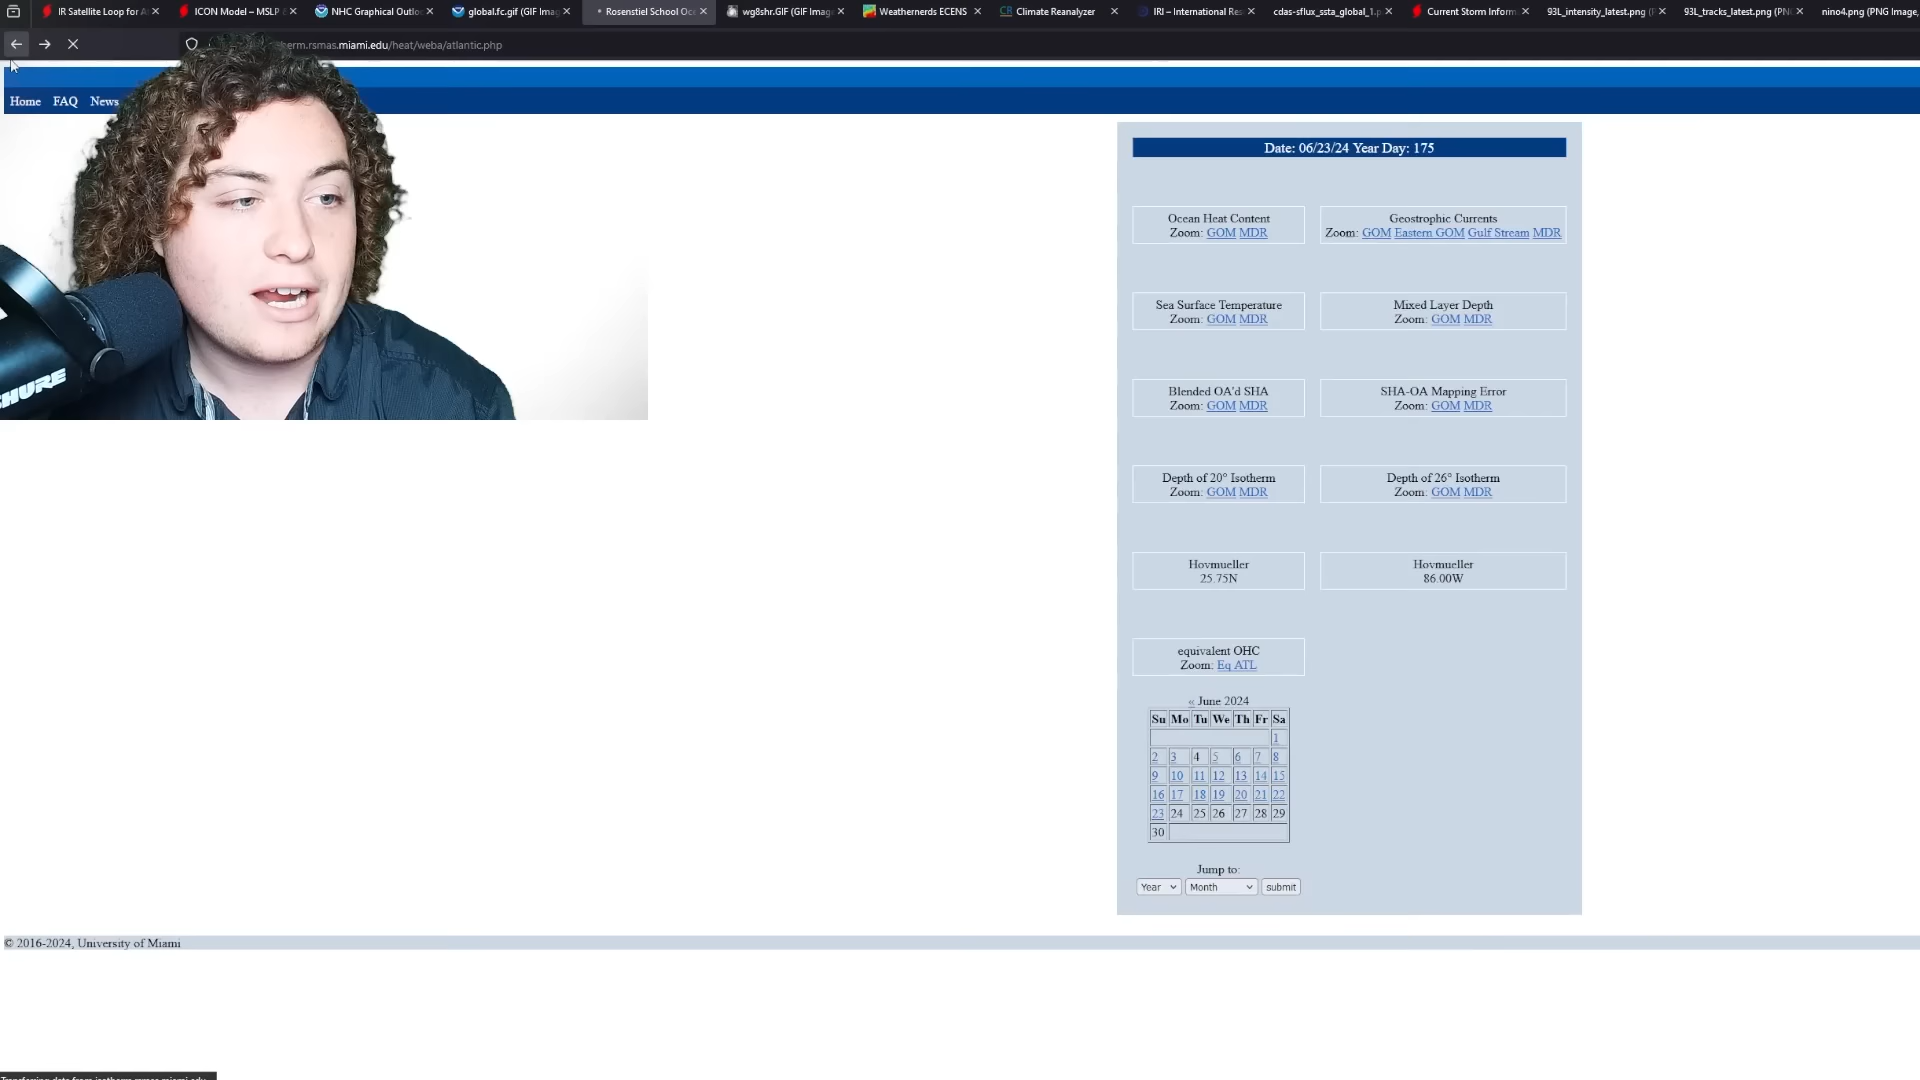 IR Satellite Loop for A
ICON Model – MSLP &
NHC Graphical Outlo
global.fc.gif (GIF Imag
Rosenstiel School Oce
wg8shr.GIF (GIF Imag
Weathernerds ECENS
Climate Reanalyzer
CR
IRI – International Res
cdas-sflux_ssta_global_1.p
Current Storm Inform
93L_intensity_latest.png (
93L_tracks_latest.png (PN
nino4.png (PNG Image,
herm.rsmas.miami.edu/heat/weba/atlantic.php
Home FAQ News
SHURE
Date: 06/23/24 Year Day: 175
Ocean Heat Content
Zoom: GOM MDR
Geostrophic Currents
Zoom: GOM Eastern GOM Gulf Stream MDR
Sea Surface Temperature
Zoom: GOM MDR
Mixed Layer Depth
Zoom: GOM MDR
Blended OA'd SHA
Zoom: GOM MDR
SHA-OA Mapping Error
Zoom: GOM MDR
Depth of 20° Isotherm
Zoom: GOM MDR
Depth of 26° Isotherm
Zoom: GOM MDR
Hovmueller
25.75N
Hovmueller
86.00W
equivalent OHC
Zoom: Eq ATL
« June 2024
Su Mo Tu We Th Fr Sa
1
2 3 4 5 6 7 8
9 10 11 12 13 14 15
16 17 18 19 20 21 22
23 24 25 26 27 28 29
30
Jump to:
Year Month submit
© 2016-2024, University of Miami